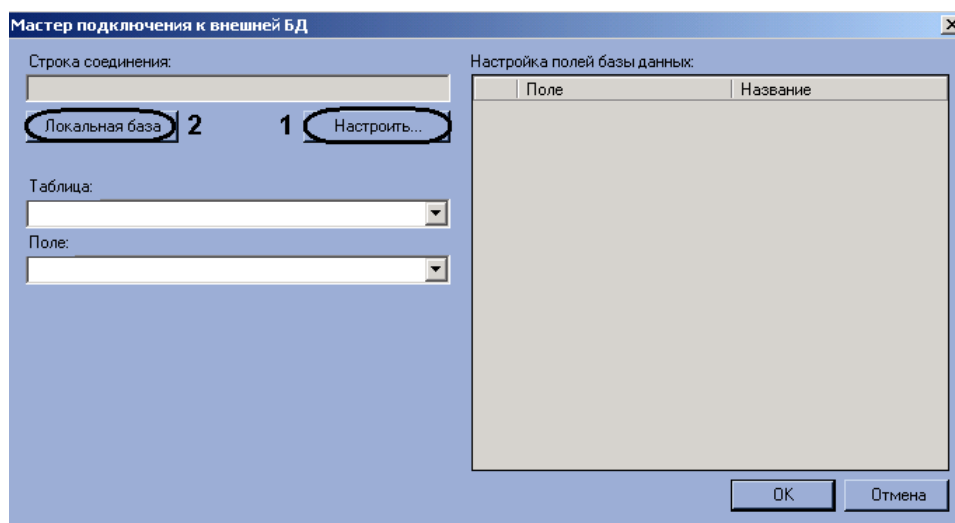 Мастер подключения к внешней БД
Строка соединения:
Локальная база 2 1 Настроить...
Таблица:
Поле:
Настройка полей базы данных:
Поле Название
OK Отмена